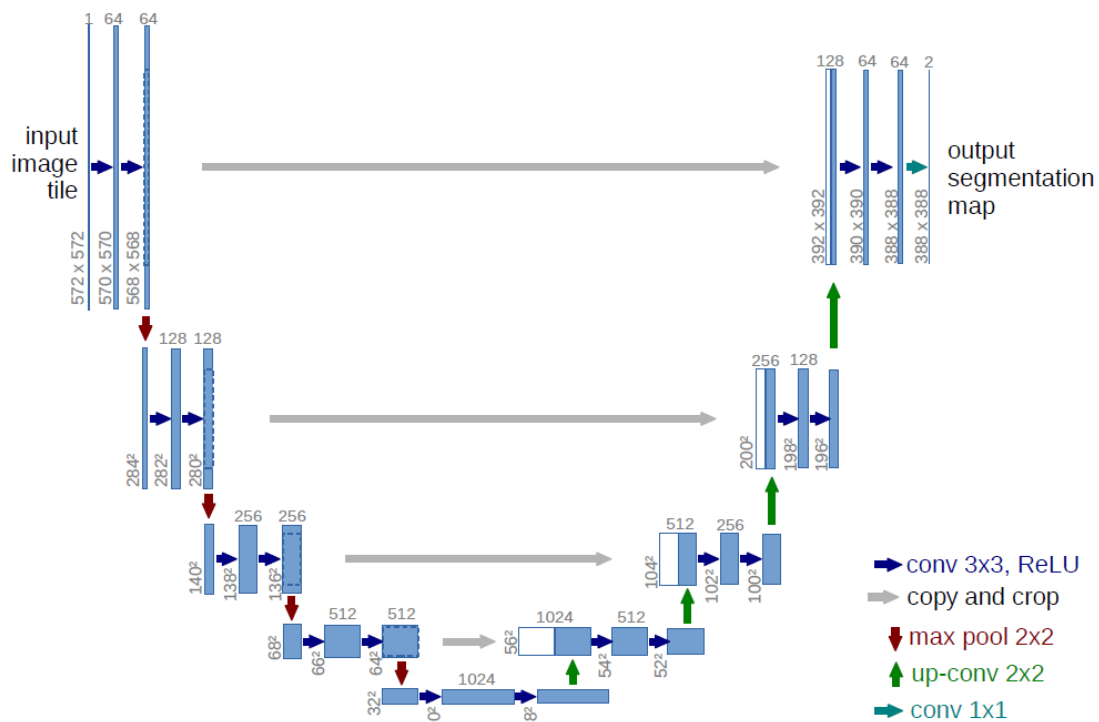 1 64 64
input
image
tile
572 x 572
570 x 570
568 x 568
128 64 64 2
output
segmentation
map
392 x 392
390 x 390
388 x 388
388 x 388
128 128
284²
282²
280²
256 128
200²
198²
196²
256 256
140²
138²
136²
512 256
104²
102²
100²
512 512
68²
66²
64²
1024 512
56²
54²
52²
1024
32²
0²
8²
conv 3x3, ReLU
copy and crop
max pool 2x2
up-conv 2x2
conv 1x1